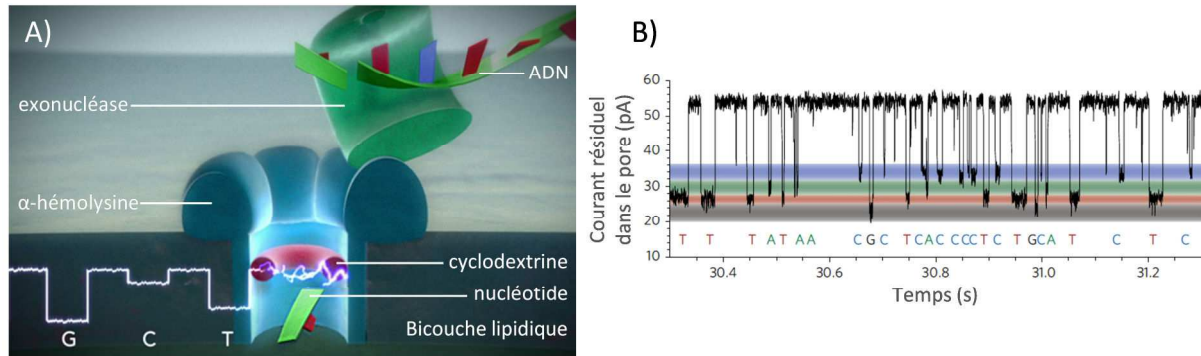 A)
ADN
exonucléase
α-hémolysine
cyclodextrine
nucléotide
Bicouche lipidique
G C T
B)
Courant résiduel
dans le pore (pA)
60
50
40
30
20
10
T T T A T A A C G C T C A C C C C T C T G C A T C T C
30.4 30.6 30.8 31.0 31.2
Temps (s)